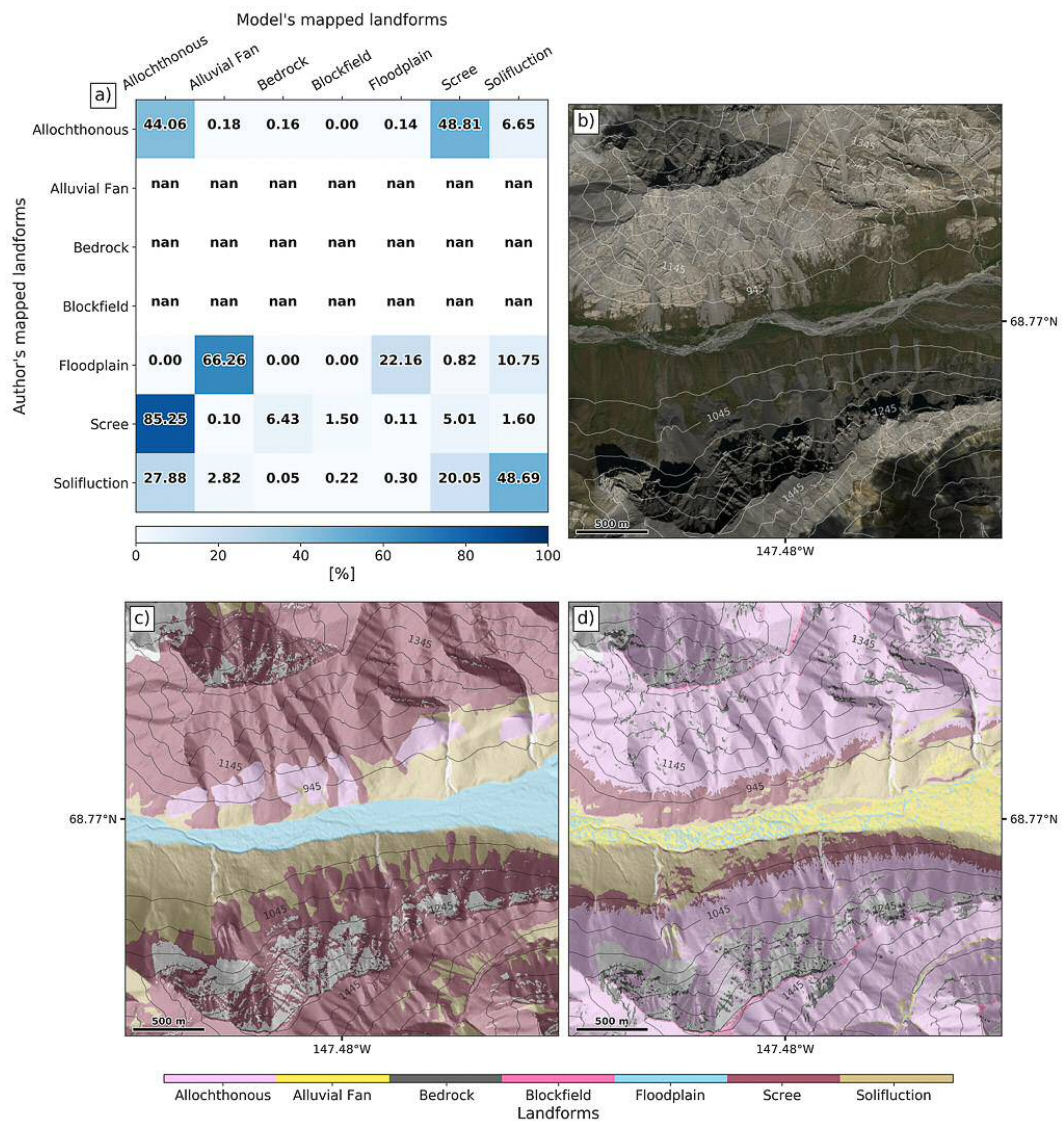 Model's mapped landforms
Allochthonous Alluvial Fan Bedrock Blockfield Floodplain Scree Solifluction
a)
Author's mapped landforms
Allochthonous 44.06 0.18 0.16 0.00 0.14 48.81 6.65
Alluvial Fan nan nan nan nan nan nan nan
Bedrock nan nan nan nan nan nan nan
Blockfield nan nan nan nan nan nan nan
Floodplain 0.00 66.26 0.00 0.00 22.16 0.82 10.75
Scree 85.25 0.10 6.43 1.50 0.11 5.01 1.60
Solifluction 27.88 2.82 0.05 0.22 0.30 20.05 48.69
0 20 40 60 80 100
[%]
b)
1345
1145
945
68.77°N
1045
1245
1445
500 m
147.48°W
c)
1345
1145
945
68.77°N
1045
1245
1445
500 m
147.48°W
d)
1345
1145
945
68.77°N
1045
1245
1445
500 m
147.48°W
Allochthonous Alluvial Fan Bedrock Blockfield Floodplain Scree Solifluction
Landforms